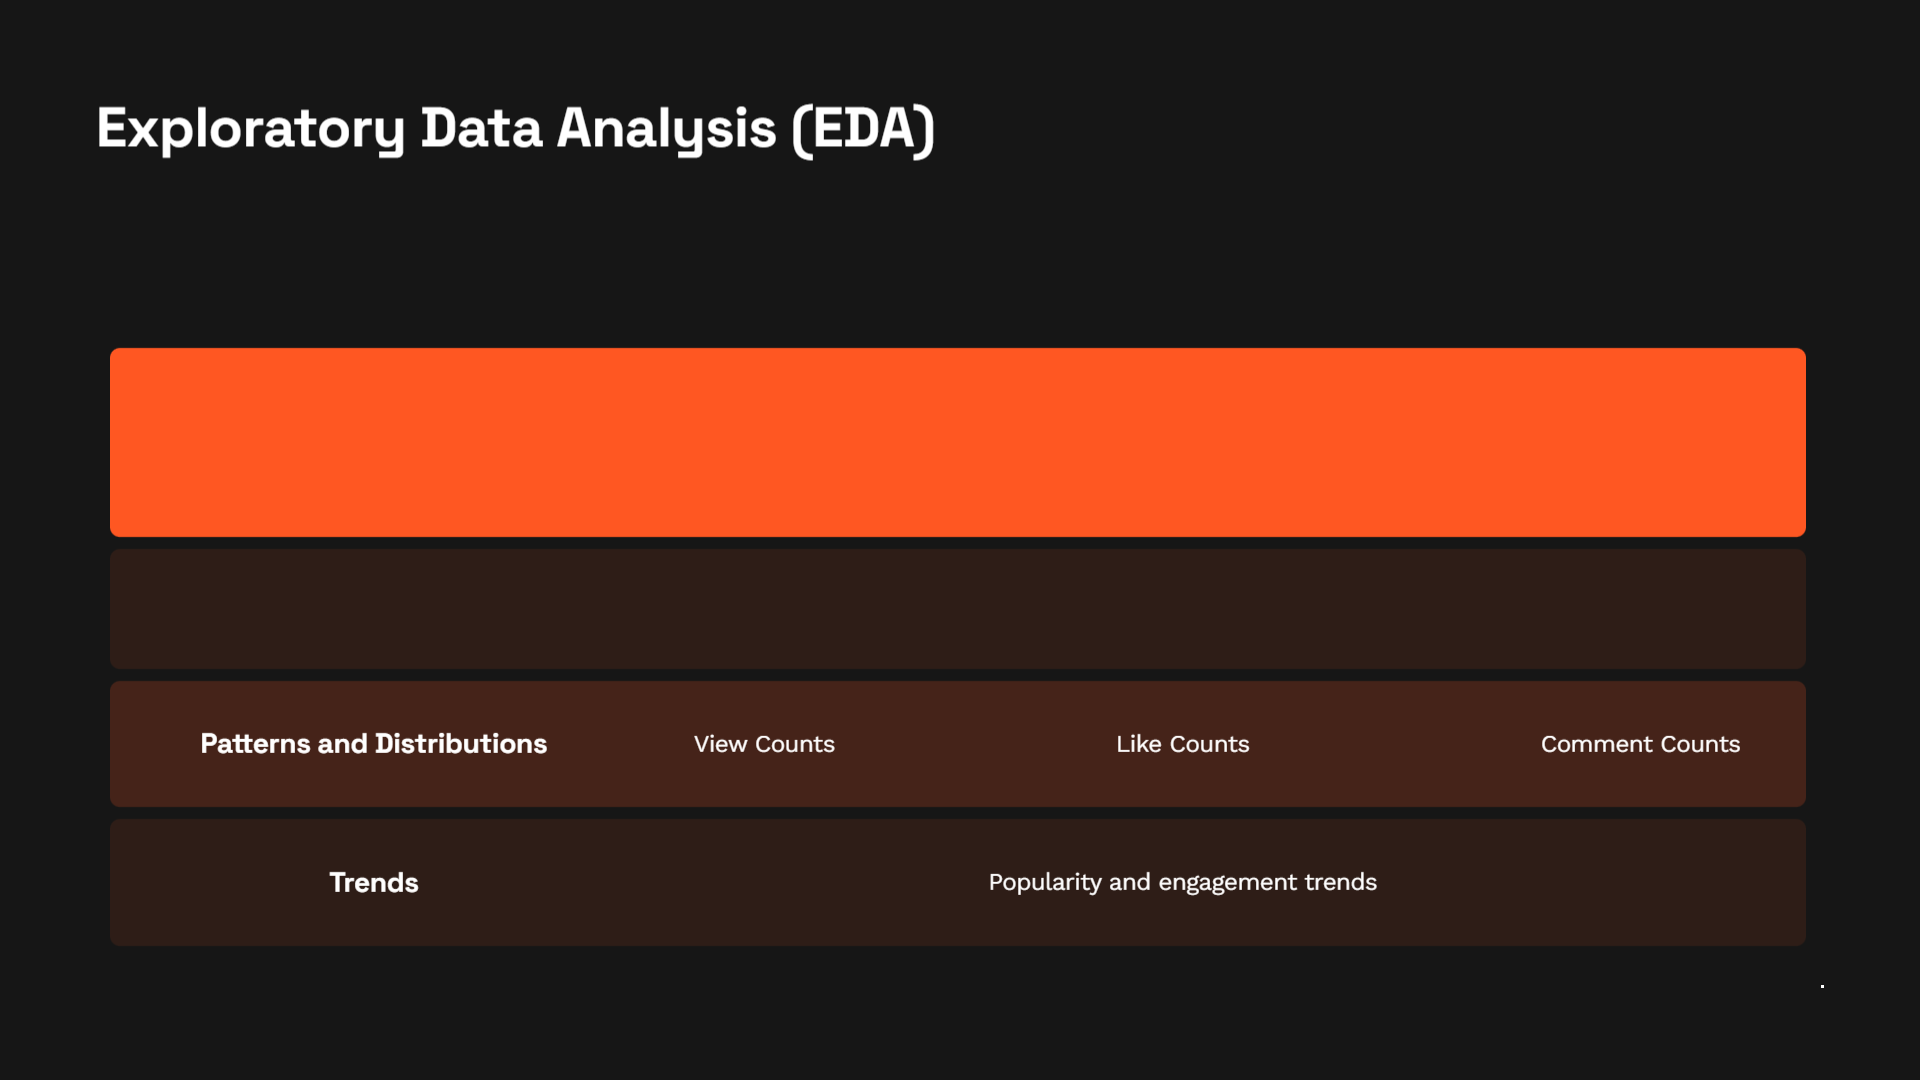 Exploratory Data Analysis (EDA)
Patterns and Distributions View Counts Like Counts Comment Counts
Trends Popularity and engagement trends
.